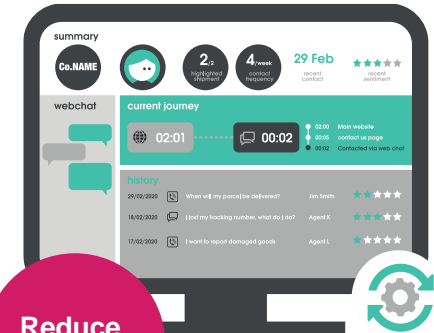 summary
Co.NAME
2/2
highlighted
shipment
4/week
contact
frequency
29 Feb
recent
contact
recent
sentiment
webchat
current journey
02:01
00:02
02:00 Main website
00:05 contact us page
00:02 Contacted via web chat
history
29/02/2020 When will my parcel be delivered? Jim Smith
18/02/2020 I lost my tracking number, what do I do? Agent K
17/02/2020 I want to report damaged goods Agent L
Reduce